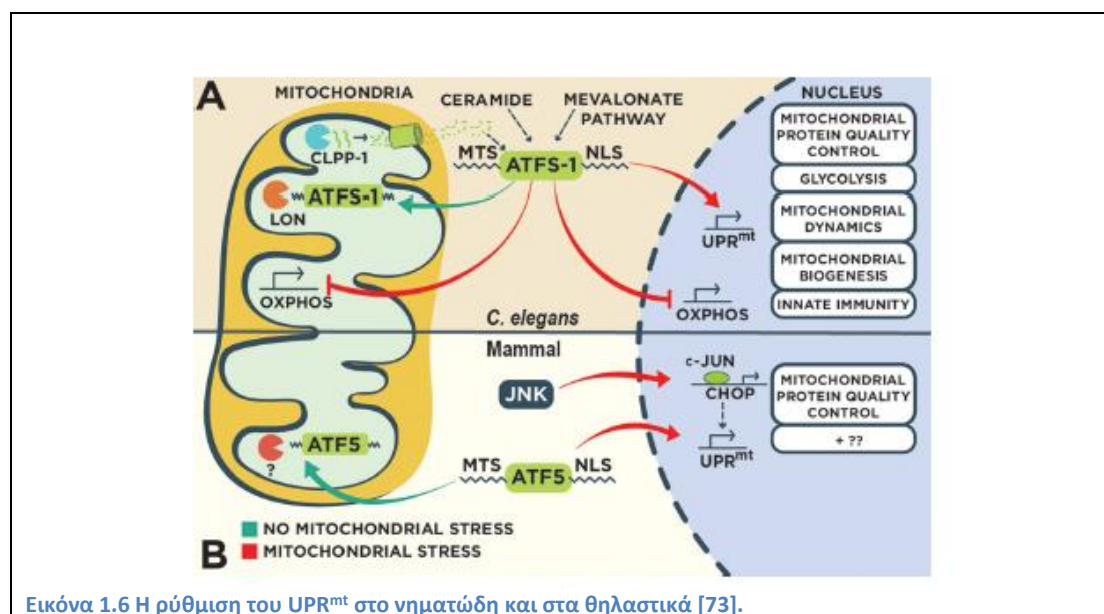 A
MITOCHONDRIA
CERAMIDE
MEVALONATE
PATHWAY
NUCLEUS
CLPP-1
MTS
ATFS-1
NLS
ATFS-1
LON
OXPHOS
UPRmt
OXPHOS
MITOCHONDRIAL
PROTEIN QUALITY
CONTROL
GLYCOLYSIS
MITOCHONDRIAL
DYNAMICS
MITOCHONDRIAL
BIOGENESIS
INNATE IMMUNITY
C. elegans
Mammal
JNK
c-JUN
CHOP
UPRmt
MITOCHONDRIAL
PROTEIN QUALITY
CONTROL
+ ??
ATF5
?
MTS
ATF5
NLS
B
NO MITOCHONDRIAL STRESS
MITOCHONDRIAL STRESS
Εικόνα 1.6 Η ρύθμιση του UPRmt στο νηματώδη και στα θηλαστικά [73].